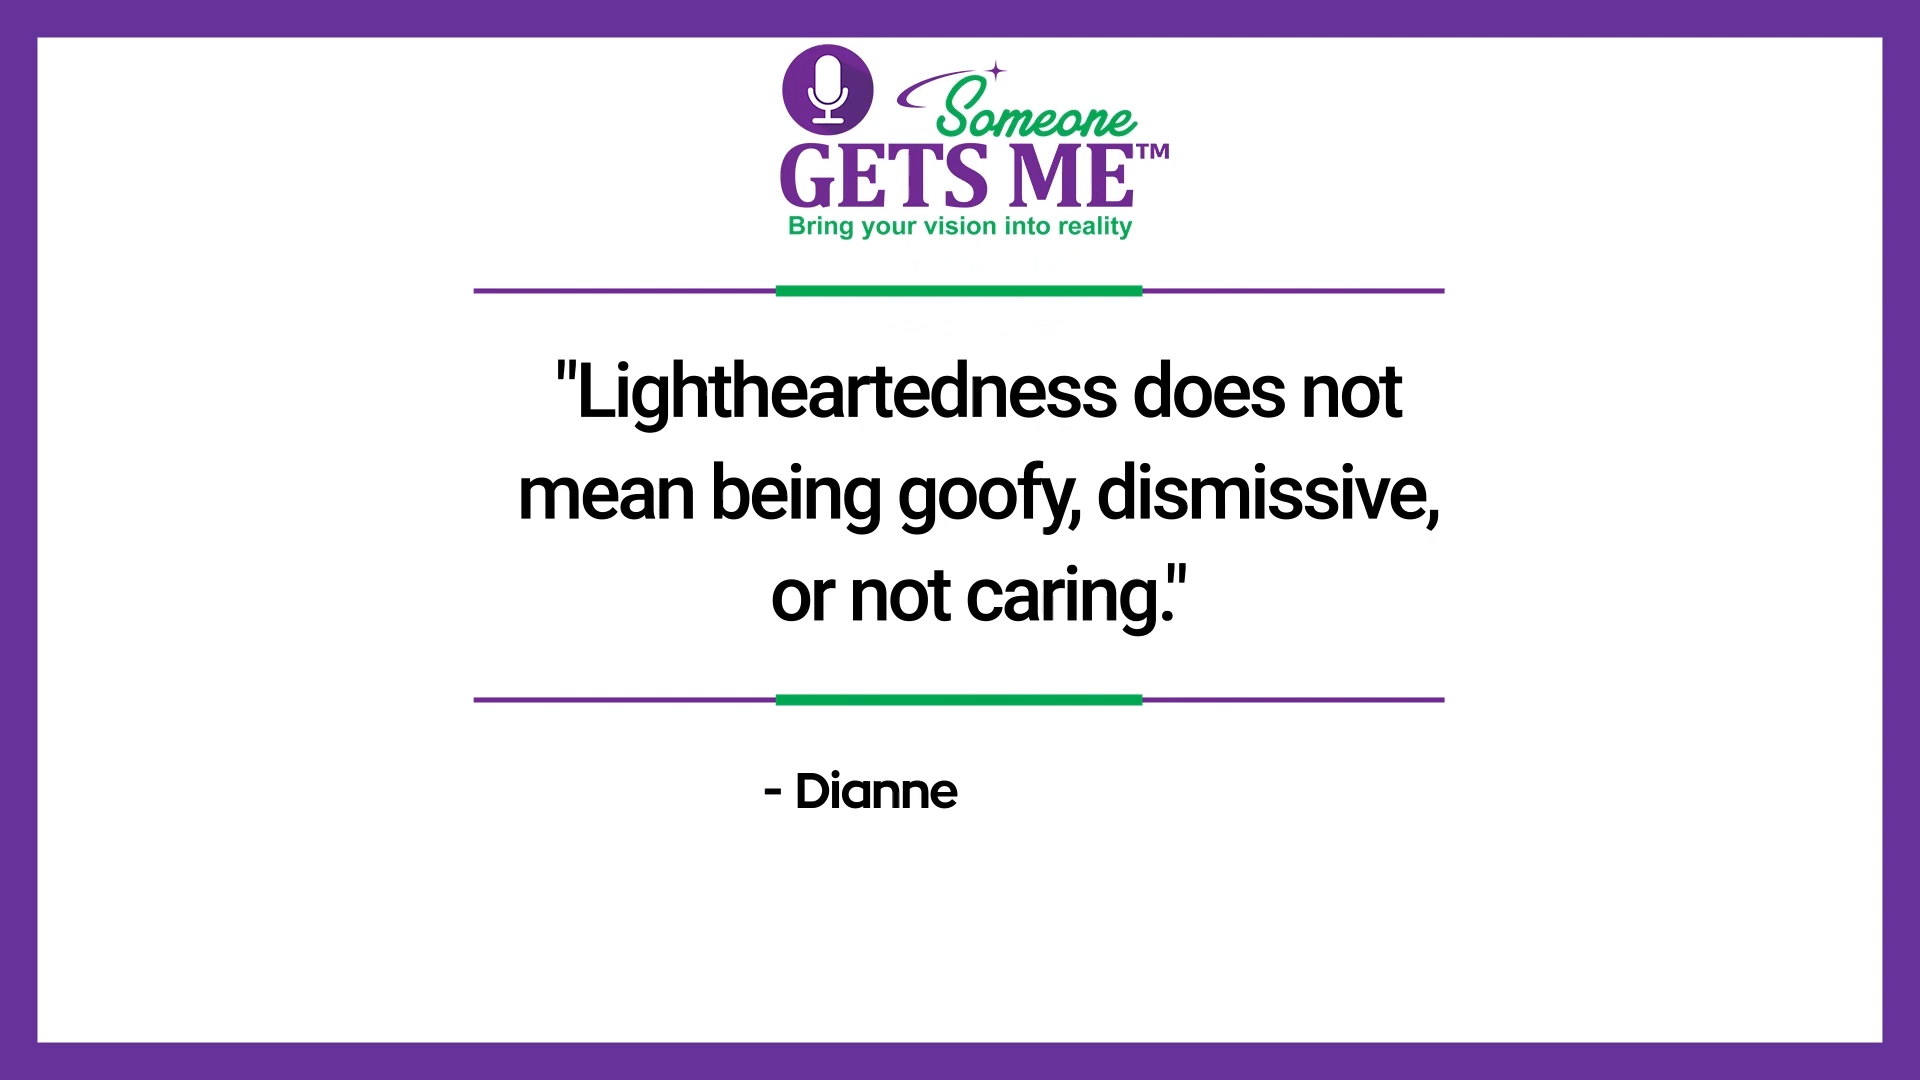 Someone
GETS ME™
Bring your vision into reality
"Lightheartedness does not
mean being goofy, dismissive,
or not caring."
- Dianne